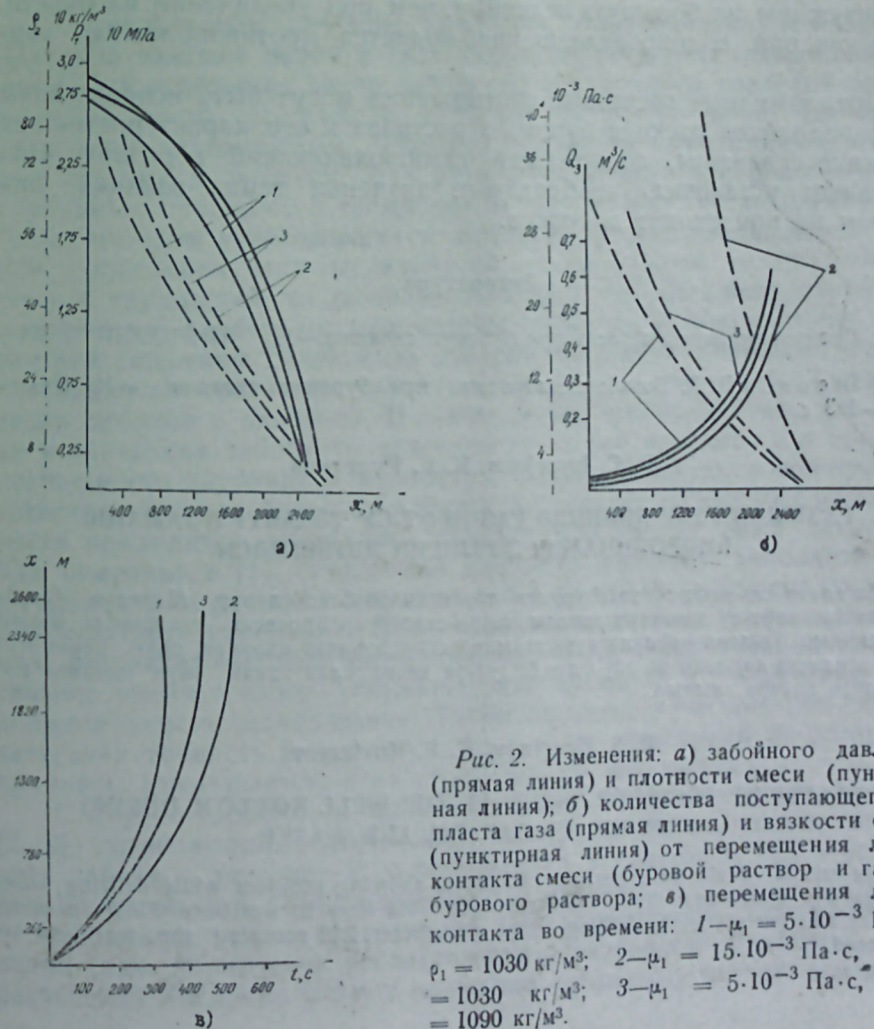 ρ₂ 10 кг/м³
P₁ 10 МПа
3,0
2,75
80
72
2,25
56
1,75
40
1,25
24
0,75
8
0,25
1
3
2
400 800 1200 1600 2000 2400 x, м
а)
10⁻³ Па·с
40
36
Q₃ м³/с
28
0,7
0,6
20
0,5
0,4
12
0,3
0,2
4
2
3
1
400 800 1200 1600 2000 2400 x, м
б)
x м
2600
2340
1300
780
1 3 2
100 200 300 400 500 600
t, с
в)
Рис. 2. Изменения: а) забойного
(прямая линия) и плотности смеси
ная линия); б) количества
пласта газа (прямая линия) и вязкости
(пунктирная линия) от перемещения
контакта смеси (буровой раствор и
бурового раствора; в) перемещения
контакта во времени: 1—μ₁ = 5·10⁻³
ρ₁ = 1030 кг/м³; 2—μ₁ = 15·10⁻³ Па·с,
= 1030 кг/м³; 3—μ₁ = 5·10⁻³ Па·с,
= 1090 кг/м³.